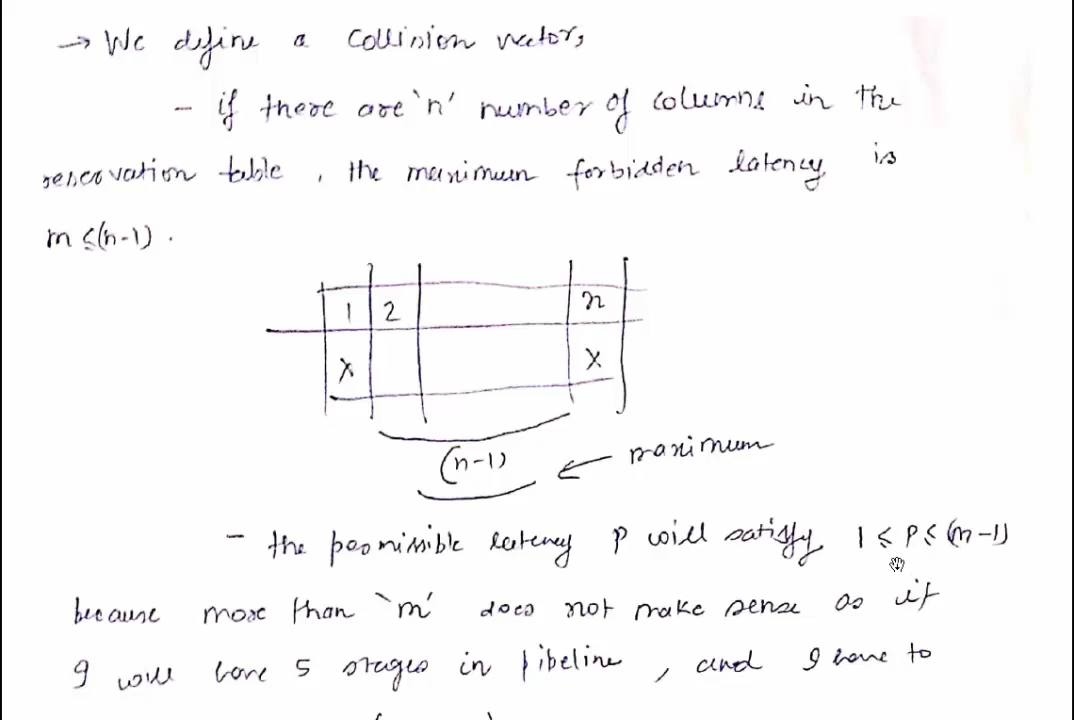 → We define a collision vector,
- if there are 'n' number of columns in the
reservation table, the maximum forbidden latency is
m ≤ (n-1).
1 2 n
X X
(n-1) ← maximum
- the permissible latency P will satisfy 1 ≤ P ≤ (m-1)
because more than 'm' does not make sense as if
I will have 5 stages in pipeline, and I have to